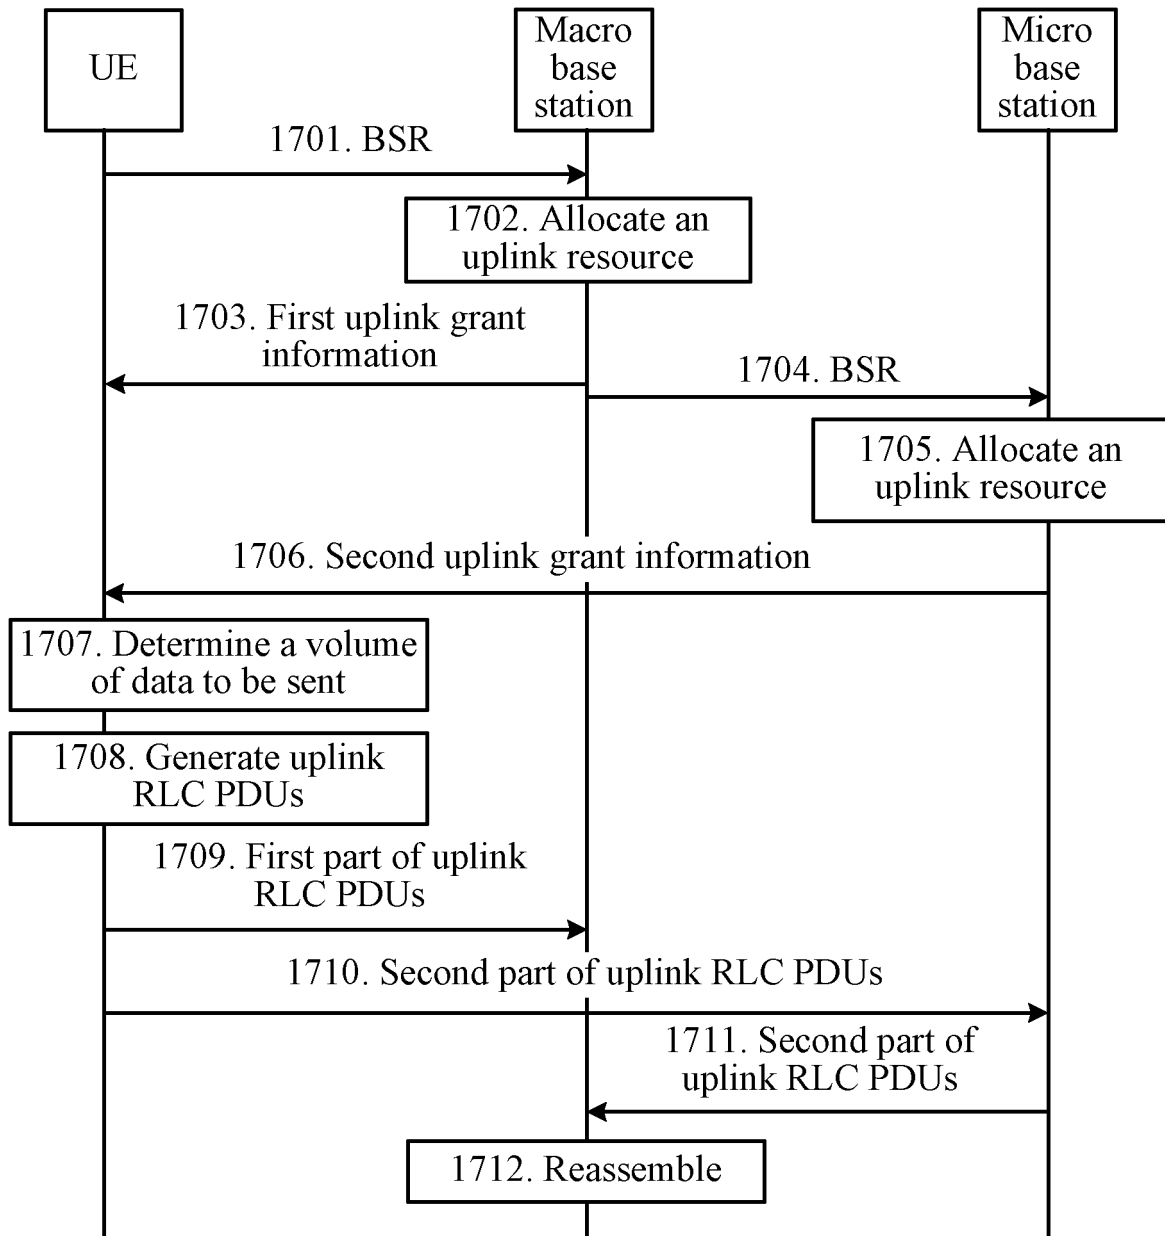 UE
Macro
base
station
Micro
base
station
1701. BSR
1702. Allocate an
uplink resource
1703. First uplink grant
information
1704. BSR
1705. Allocate an
uplink resource
1706. Second uplink grant information
1707. Determine a volume
of data to be sent
1708. Generate uplink
RLC PDUs
1709. First part of uplink
RLC PDUs
1710. Second part of uplink RLC PDUs
1711. Second part of
uplink RLC PDUs
1712. Reassemble